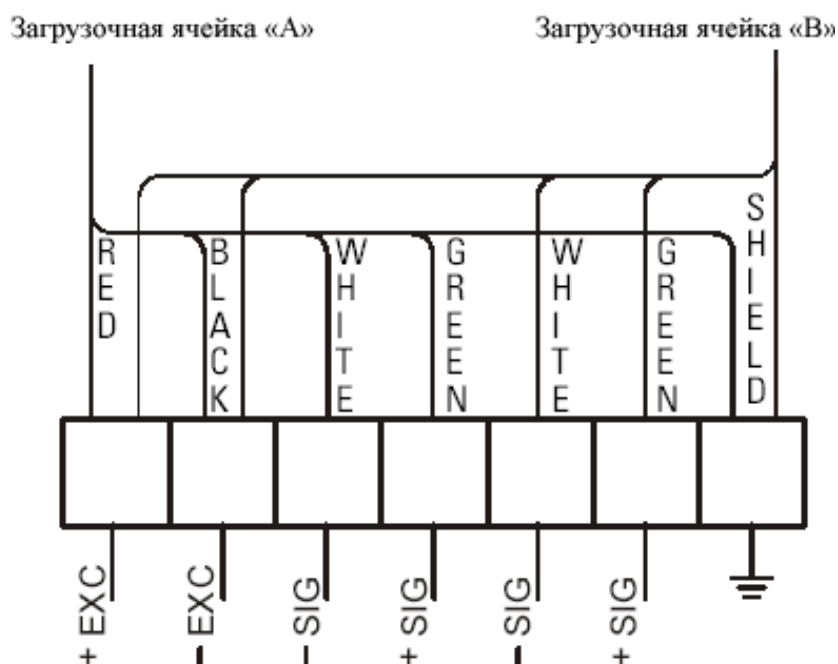 Загрузочная ячейка «А» Загрузочная ячейка «В»
RED
BLACK
WHITE
GREEN
WHITE
GREEN
SHIELD
+ EXC
− EXC
− SIG
+ SIG
− SIG
+ SIG